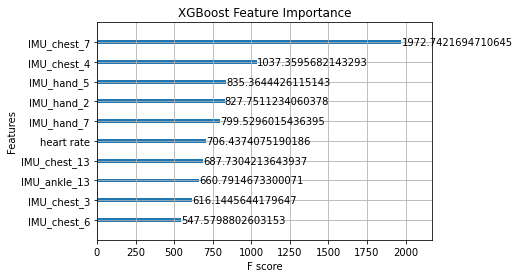 XGBoost Feature Importance
Features
IMU_chest_7 1972.7421694710645
IMU_chest_4 1037.3595682143293
IMU_hand_5 835.3644426115143
IMU_hand_2 827.7511234060378
IMU_hand_7 799.5296015436395
heart rate 706.4374075190186
IMU_chest_13 687.7304213643937
IMU_ankle_13 660.7914673300071
IMU_chest_3 616.1445644179647
IMU_chest_6 547.5798802603153
0 250 500 750 1000 1250 1500 1750 2000
F score